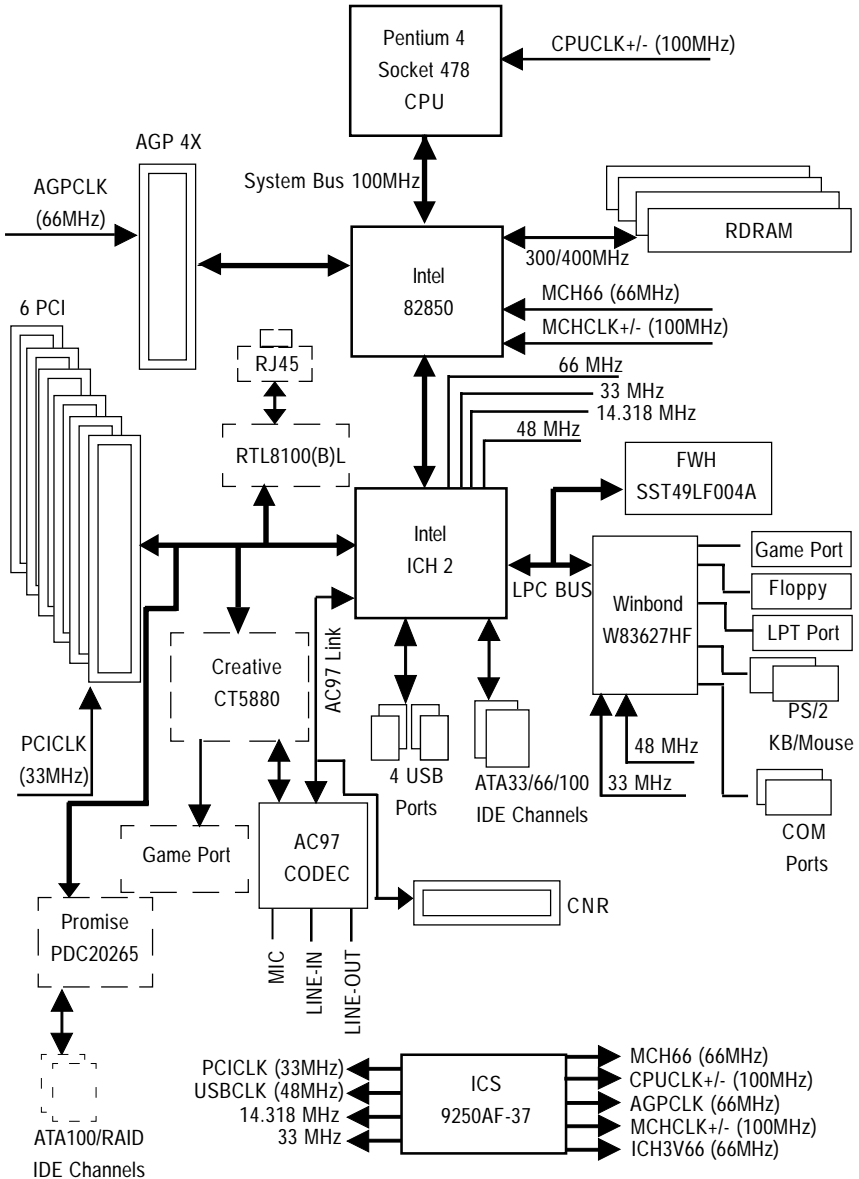 Pentium 4
Socket 478
CPU
CPUCLK+/- (100MHz)
AGP 4X
System Bus 100MHz
AGPCLK
(66MHz)
RDRAM
300/400MHz
Intel
82850
MCH66 (66MHz)
MCHCLK+/- (100MHz)
6 PCI
RJ45
66 MHz
33 MHz
14.318 MHz
48 MHz
RTL8100(B)L
FWH
SST49LF004A
Intel
ICH 2
LPC BUS
Winbond
W83627HF
Game Port
Floppy
LPT Port
PS/2
KB/Mouse
AC97 Link
Creative
CT5880
PCICLK
(33MHz)
4 USB
Ports
ATA33/66/100
IDE Channels
48 MHz
33 MHz
COM
Ports
Game Port
AC97
CODEC
CNR
Promise
PDC20265
MIC
LINE-IN
LINE-OUT
ATA100/RAID
IDE Channels
PCICLK (33MHz)
USBCLK (48MHz)
14.318 MHz
33 MHz
ICS
9250AF-37
MCH66 (66MHz)
CPUCLK+/- (100MHz)
AGPCLK (66MHz)
MCHCLK+/- (100MHz)
ICH3V66 (66MHz)